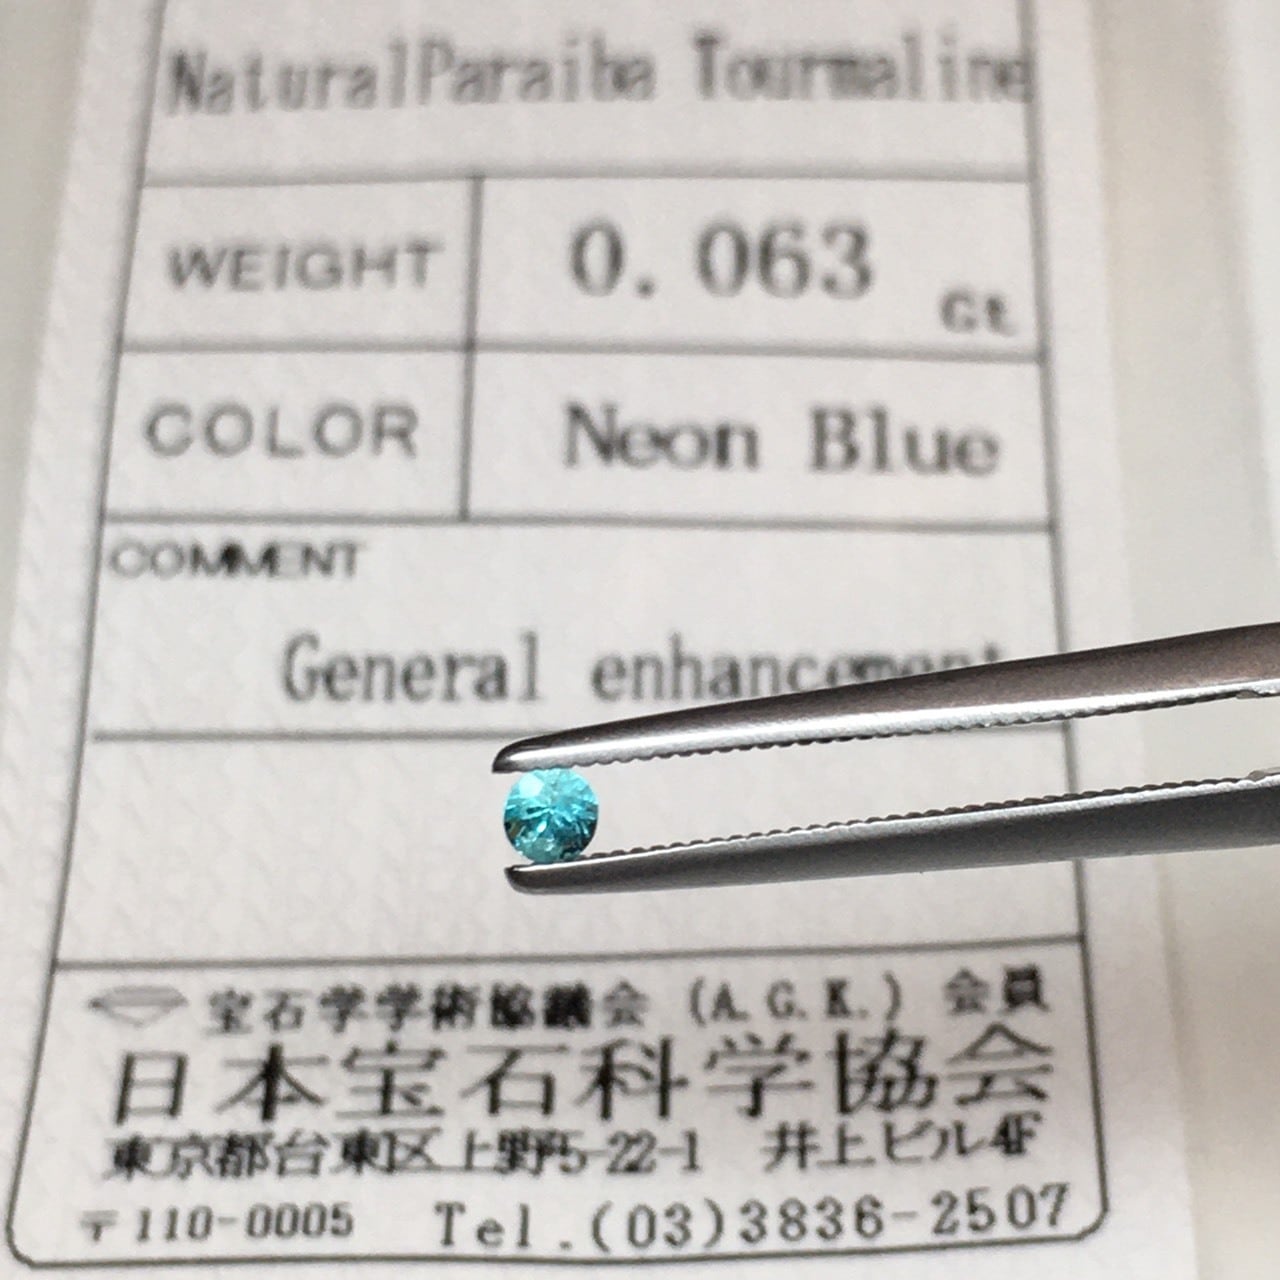 NaturalParaiba Tourmaline
WEIGHT 0.063 Ct
COLOR Neon Blue
COMMENT
General enhancement
宝石学学術協議会 (A.G.K.) 会員
日本宝石科学協会
東京都台東区上野5-22-1 井上ビル4F
〒110-0005 Tel.(03)3836-2507